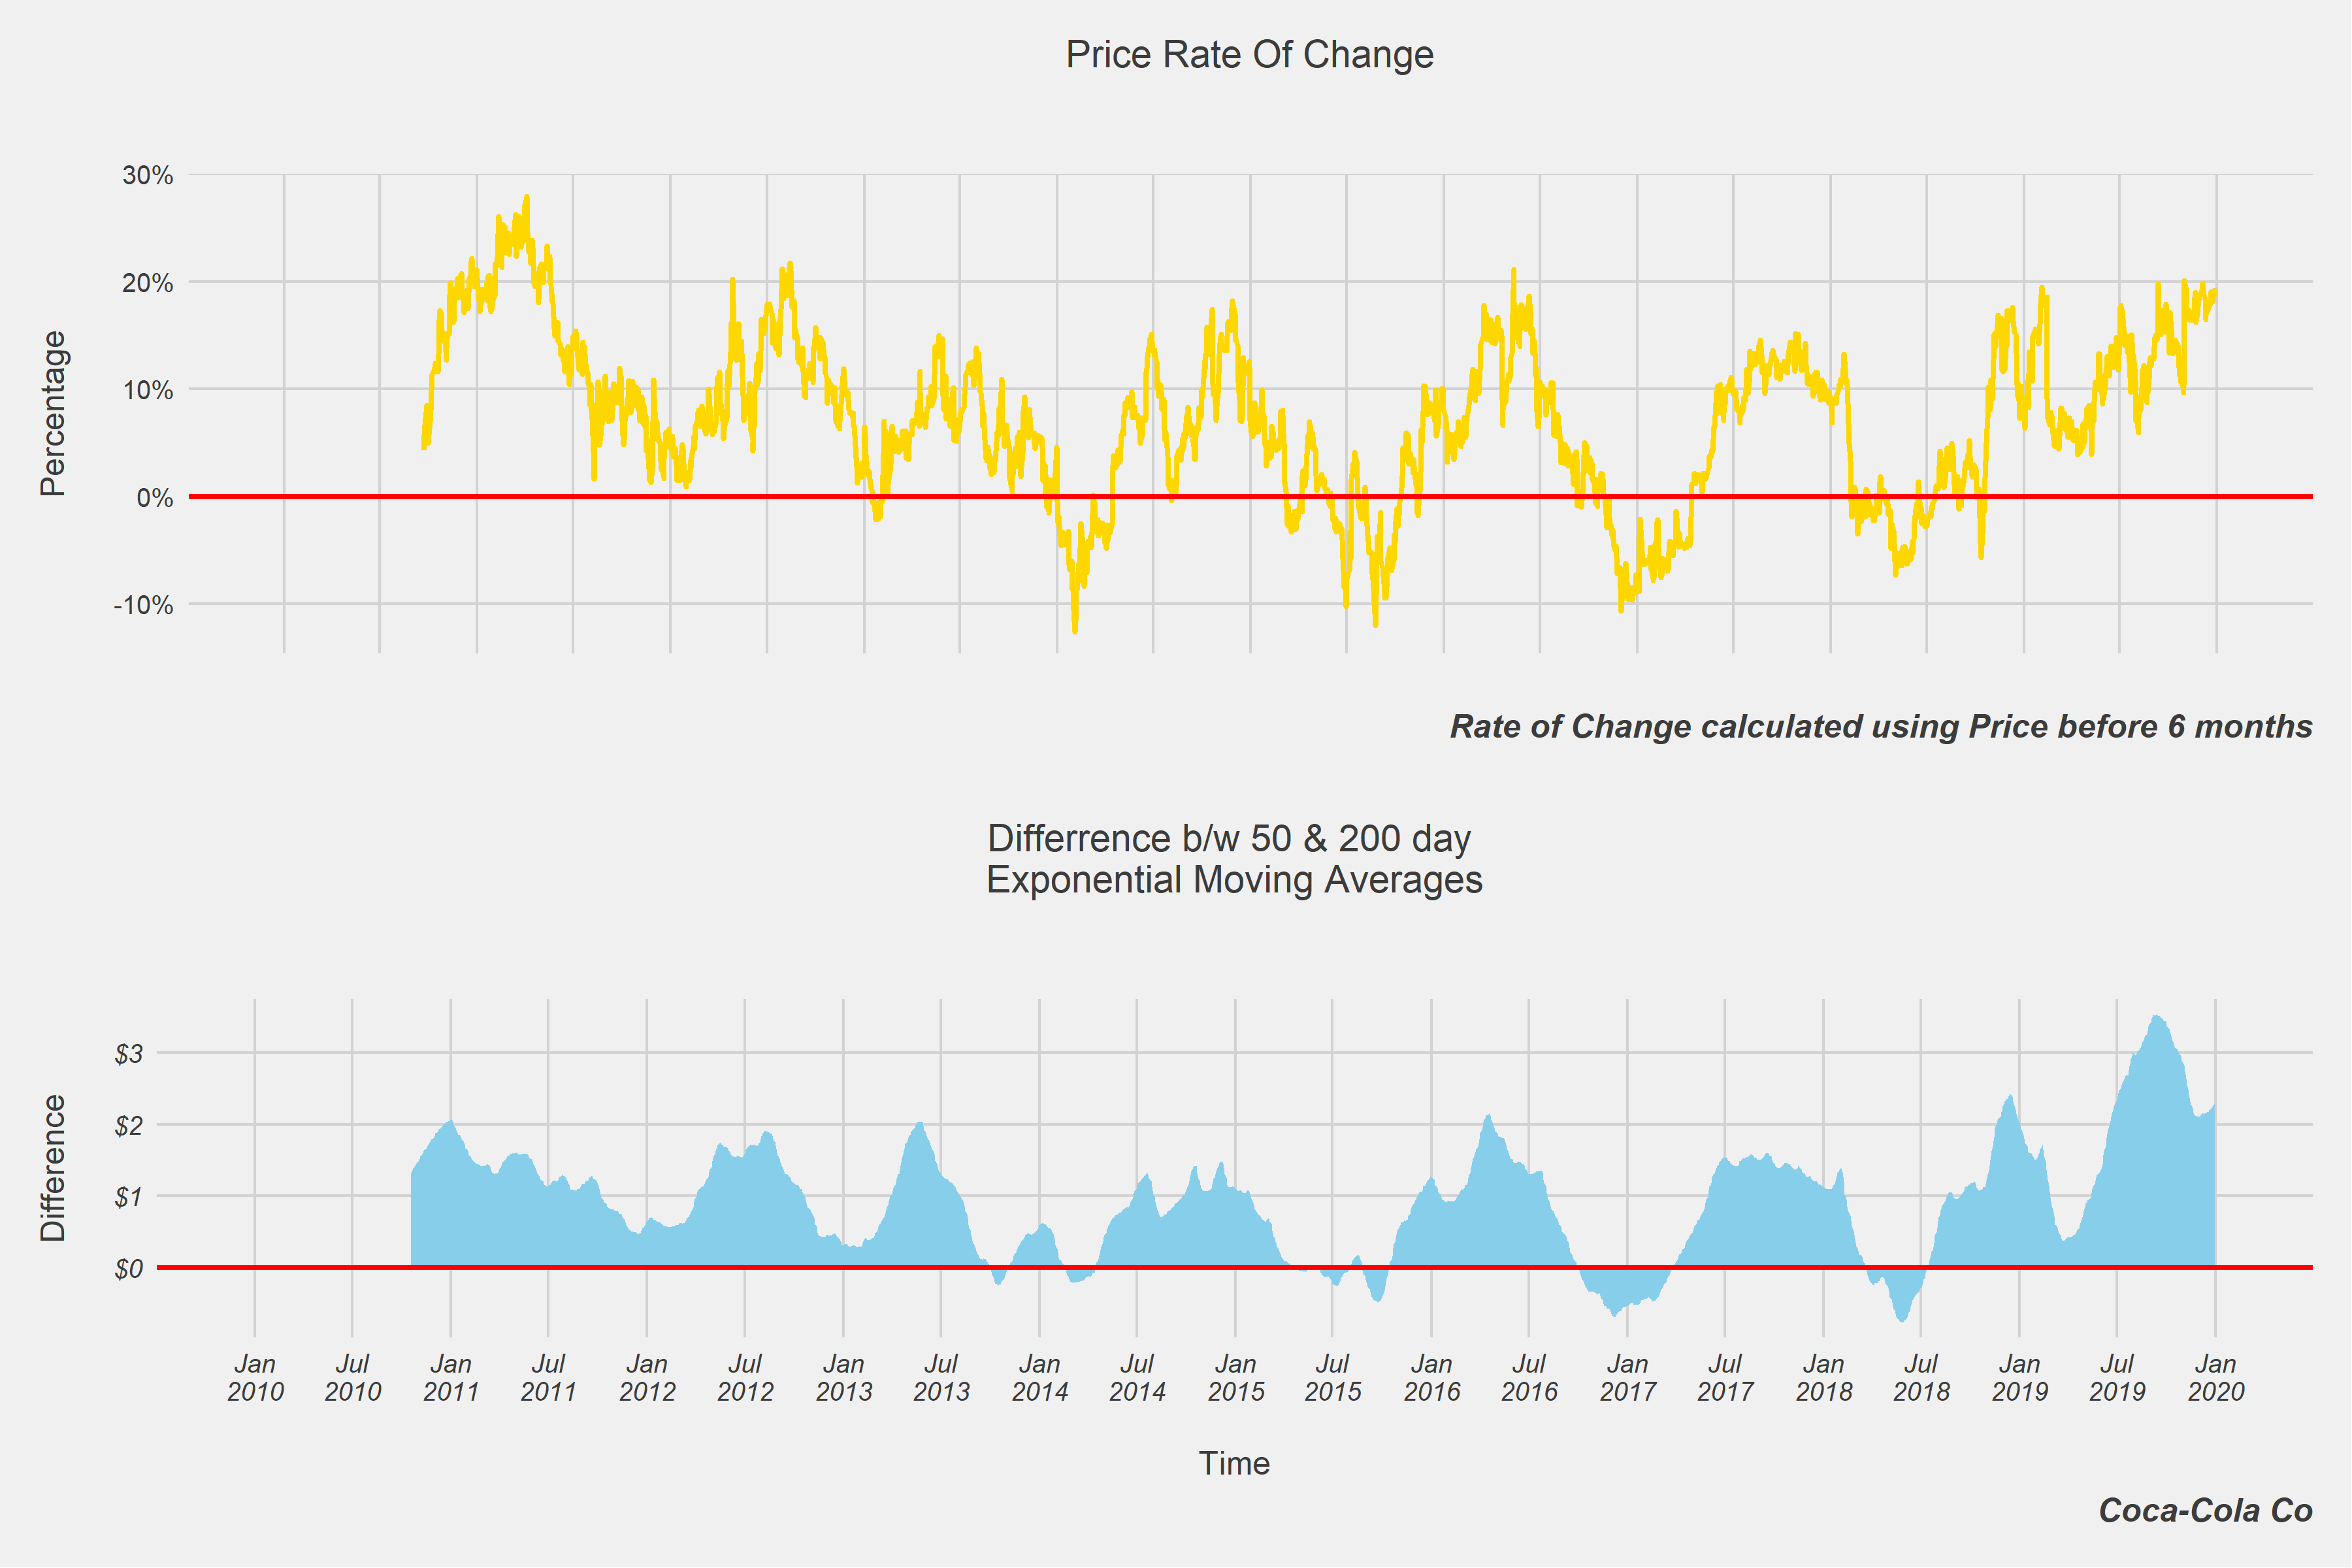 Price Rate Of Change
30%
20%
10%
0%
-10%
Percentage
Rate of Change calculated using Price before 6 months
Differrence b/w 50 & 200 day
Exponential Moving Averages
$3
$2
$1
$0
Difference
Jan Jul Jan Jul Jan Jul Jan Jul Jan Jul Jan Jul Jan Jul Jan Jul Jan Jul Jan Jul Jan
2010 2010 2011 2011 2012 2012 2013 2013 2014 2014 2015 2015 2016 2016 2017 2017 2018 2018 2019 2019 2020
Time
Coca-Cola Co